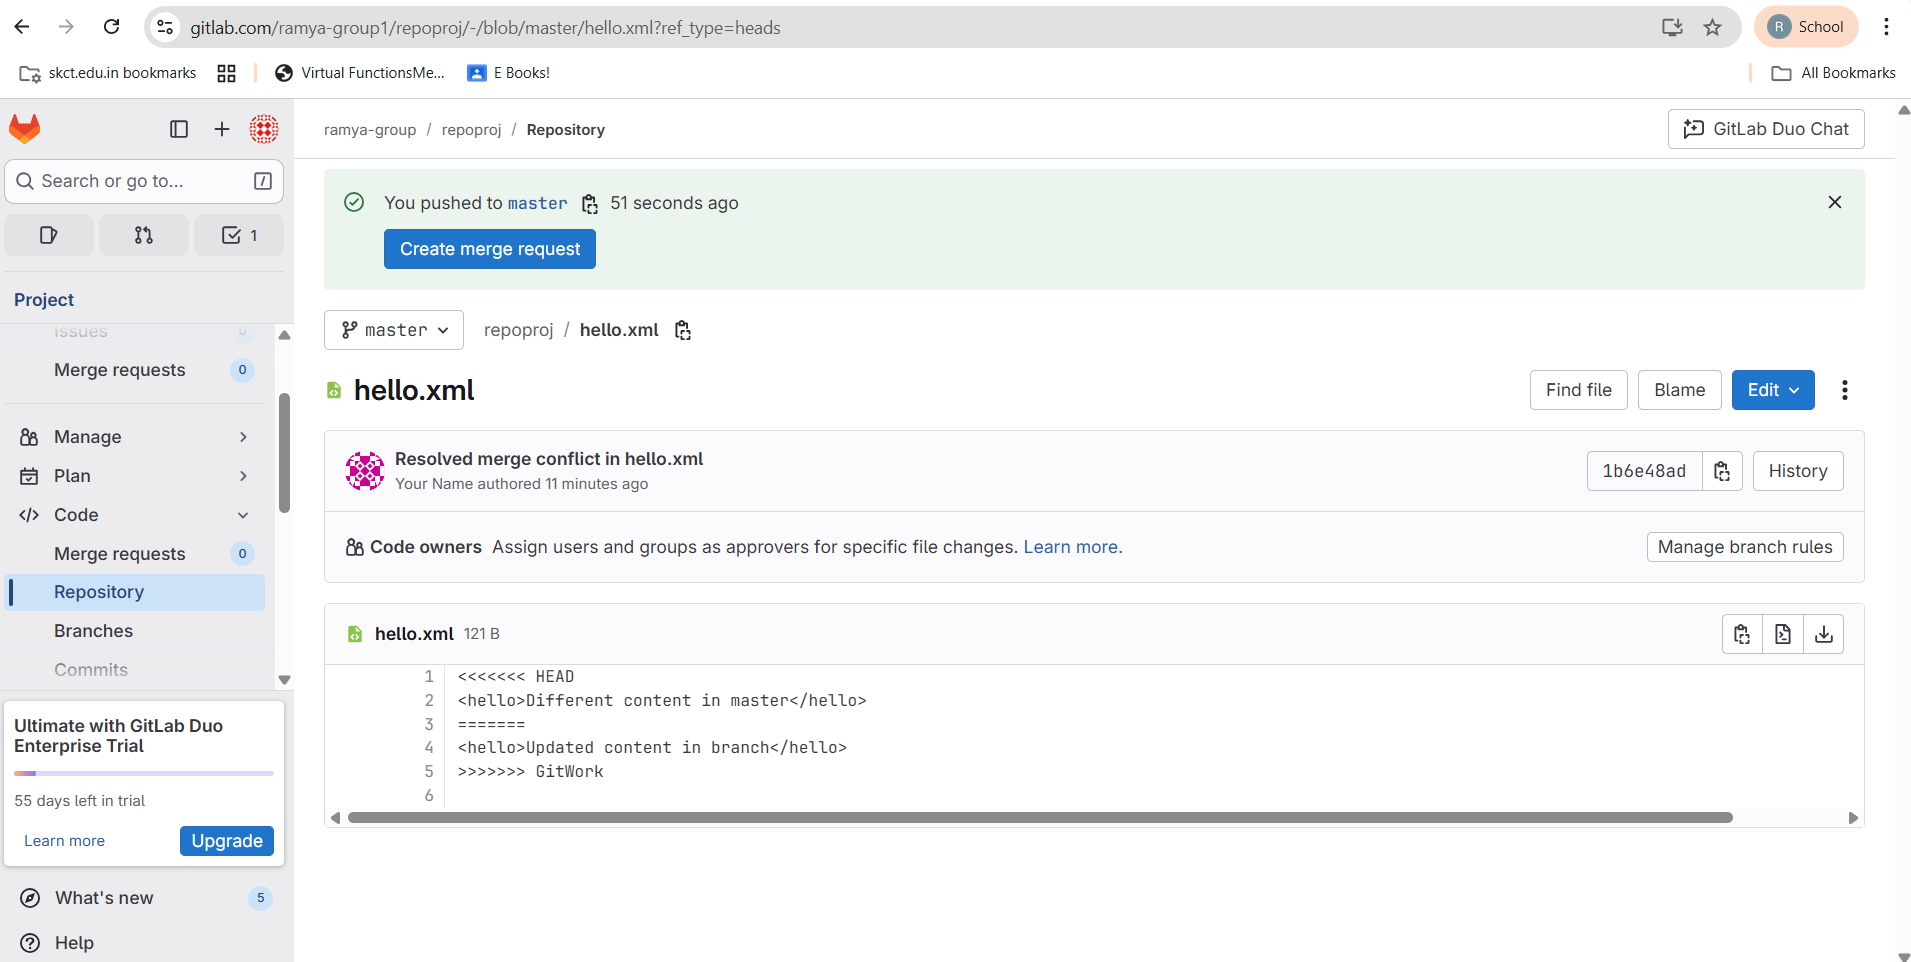 gitlab.com/ramya-group1/repoproj/-/blob/master/hello.xml?ref_type=heads
R School
skct.edu.in bookmarks
Virtual FunctionsMe...
E Books!
All Bookmarks
ramya-group / repoproj / Repository
GitLab Duo Chat
Search or go to...
/
1
Project
Issues 0
Merge requests 0
Manage
Plan
Code
Merge requests 0
Repository
Branches
Commits
Ultimate with GitLab Duo
Enterprise Trial
55 days left in trial
Learn more
Upgrade
What's new 5
Help
You pushed to master 51 seconds ago
Create merge request
master
repoproj / hello.xml
hello.xml
Find file
Blame
Edit
Resolved merge conflict in hello.xml
Your Name authored 11 minutes ago
1b6e48ad
History
Code owners Assign users and groups as approvers for specific file changes. Learn more.
Manage branch rules
hello.xml 121 B
1 <<<<<<< HEAD
2 <hello>Different content in master</hello>
3 =======
4 <hello>Updated content in branch</hello>
5 >>>>>>> GitWork
6